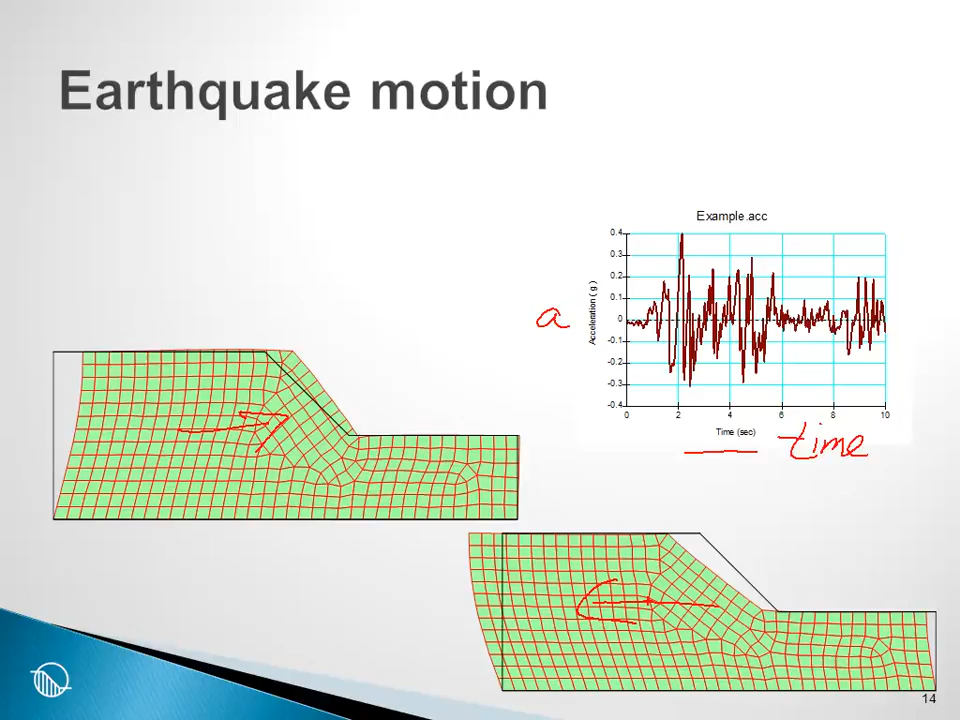 Earthquake motion
Example.acc
a
Acceleration ( g )
0.4
0.3
0.2
0.1
0
-0.1
-0.2
-0.3
-0.4
0 2 4 6 8 10
Time (sec)
time
14